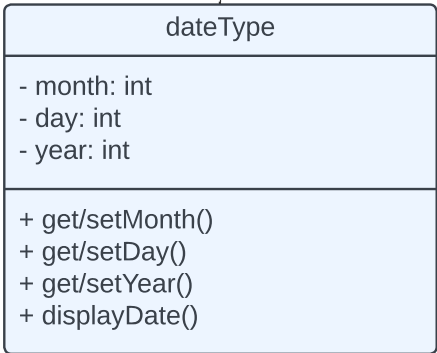 dateType
- month: int
- day: int
- year: int
+ get/setMonth()
+ get/setDay()
+ get/setYear()
+ displayDate()